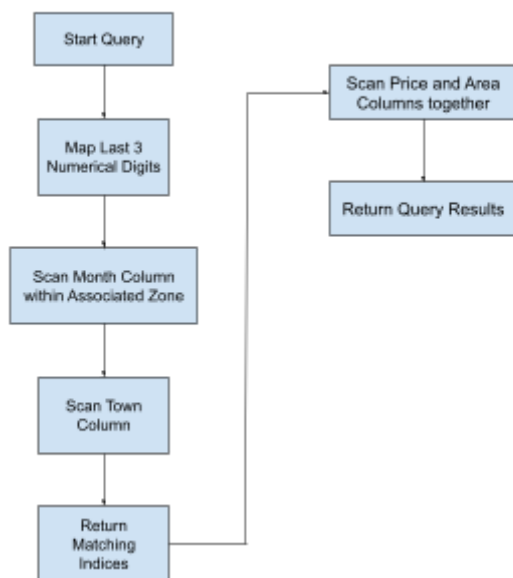 Start Query
Map Last 3
Numerical Digits
Scan Month Column
within Associated Zone
Scan Town
Column
Return
Matching
Indices
Scan Price and Area
Columns together
Return Query Results